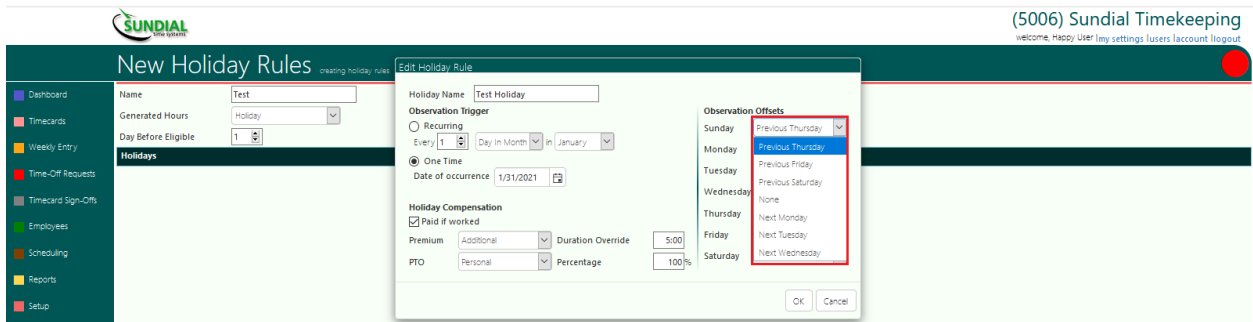 SUNDIAL
time systems
(5006) Sundial Timekeeping
welcome, Happy User |my settings |users |account |logout
New Holiday Rules creating holiday rules
Dashboard
Timecards
Weekly Entry
Time-Off Requests
Timecard Sign-Offs
Employees
Scheduling
Reports
Setup
Name Test
Generated Hours Holiday
Day Before Eligible 1
Holidays
Edit Holiday Rule
Holiday Name Test Holiday
Observation Trigger
Recurring
Every 1 Day In Month in January
One Time
Date of occurrence 1/31/2021
Holiday Compensation
Paid if worked
Premium Additional Duration Override 5:00
PTO Personal Percentage 100 %
Observation Offsets
Sunday Previous Thursday
Monday
Tuesday
Wednesday
Thursday
Friday
Saturday
Previous Thursday
Previous Friday
Previous Saturday
None
Next Monday
Next Tuesday
Next Wednesday
OK Cancel